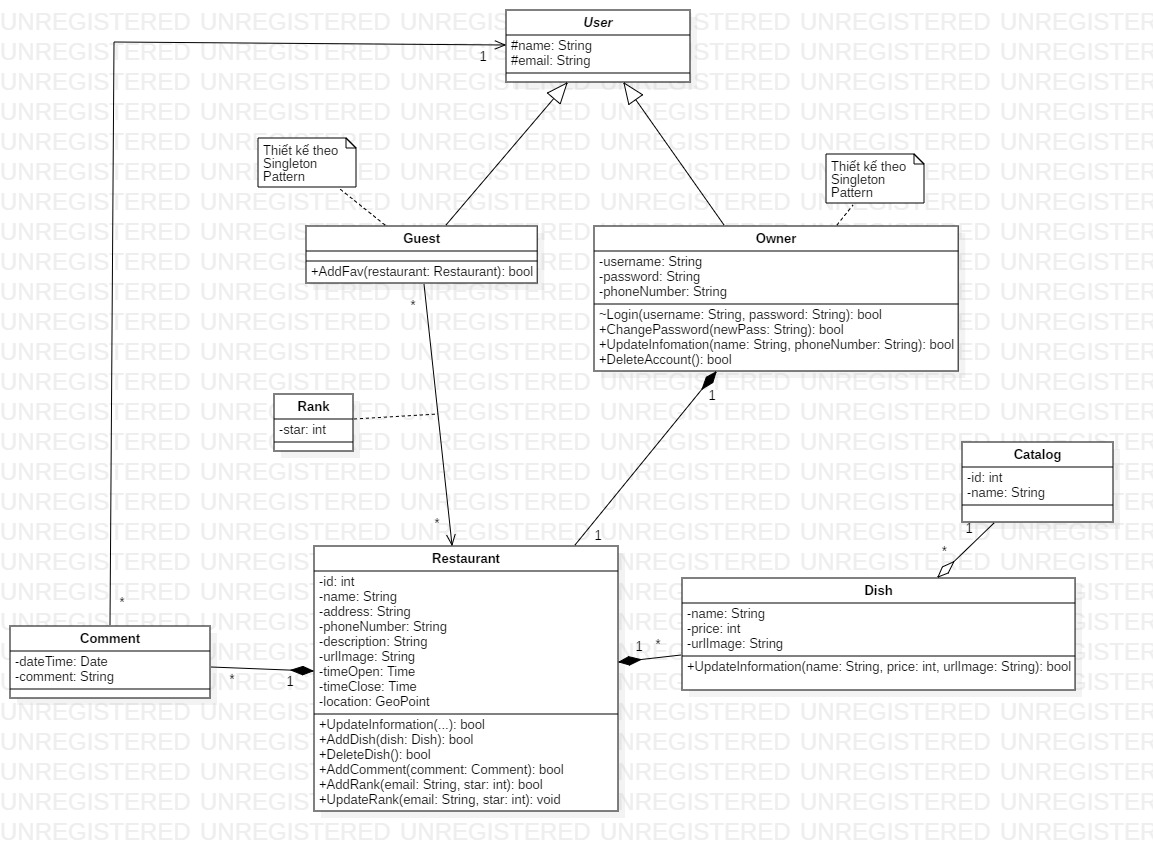 User
#name: String
#email: String
1
Thiết kế theo
Singleton
Pattern
Thiết kế theo
Singleton
Pattern
Guest
+AddFav(restaurant: Restaurant): bool
*
Owner
-username: String
-password: String
-phoneNumber: String
~Login(username: String, password: String): bool
+ChangePassword(newPass: String): bool
+UpdateInfomation(name: String, phoneNumber: String): bool
+DeleteAccount(): bool
1
Rank
-star: int
Catalog
-id: int
-name: String
1
*
*
1
Restaurant
-id: int
-name: String
-address: String
-phoneNumber: String
-description: String
-urlImage: String
-timeOpen: Time
-timeClose: Time
-location: GeoPoint
+UpdateInformation(...): bool
+AddDish(dish: Dish): bool
+DeleteDish(): bool
+AddComment(comment: Comment): bool
+AddRank(email: String, star: int): bool
+UpdateRank(email: String, star: int): void
Dish
-name: String
-price: int
-urlImage: String
+UpdateInformation(name: String, price: int, urlImage: String): bool
1 *
*
Comment
-dateTime: Date
-comment: String
*
1
UNREGISTERED UNREGISTERED UNREGISTERED UNREGISTERED UNREGISTERED UNREGISTERED